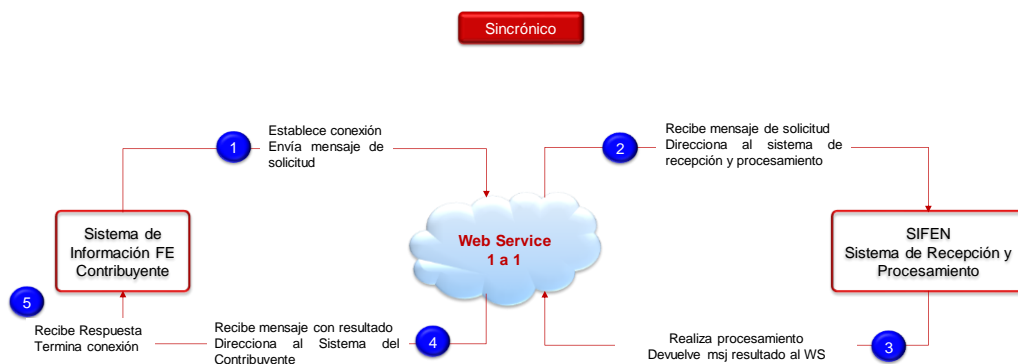 Sincrónico
1
Establece conexión
Envía mensaje de
solicitud
2
Recibe mensaje de solicitud
Direcciona al sistema de
recepción y procesamiento
Sistema de
Información FE
Contribuyente
Web Service
1 a 1
SIFEN
Sistema de Recepción y
Procesamiento
5
Recibe Respuesta
Termina conexión
Recibe mensaje con resultado
Direcciona al Sistema del
Contribuyente
4
Realiza procesamiento
Devuelve msj resultado al WS
3